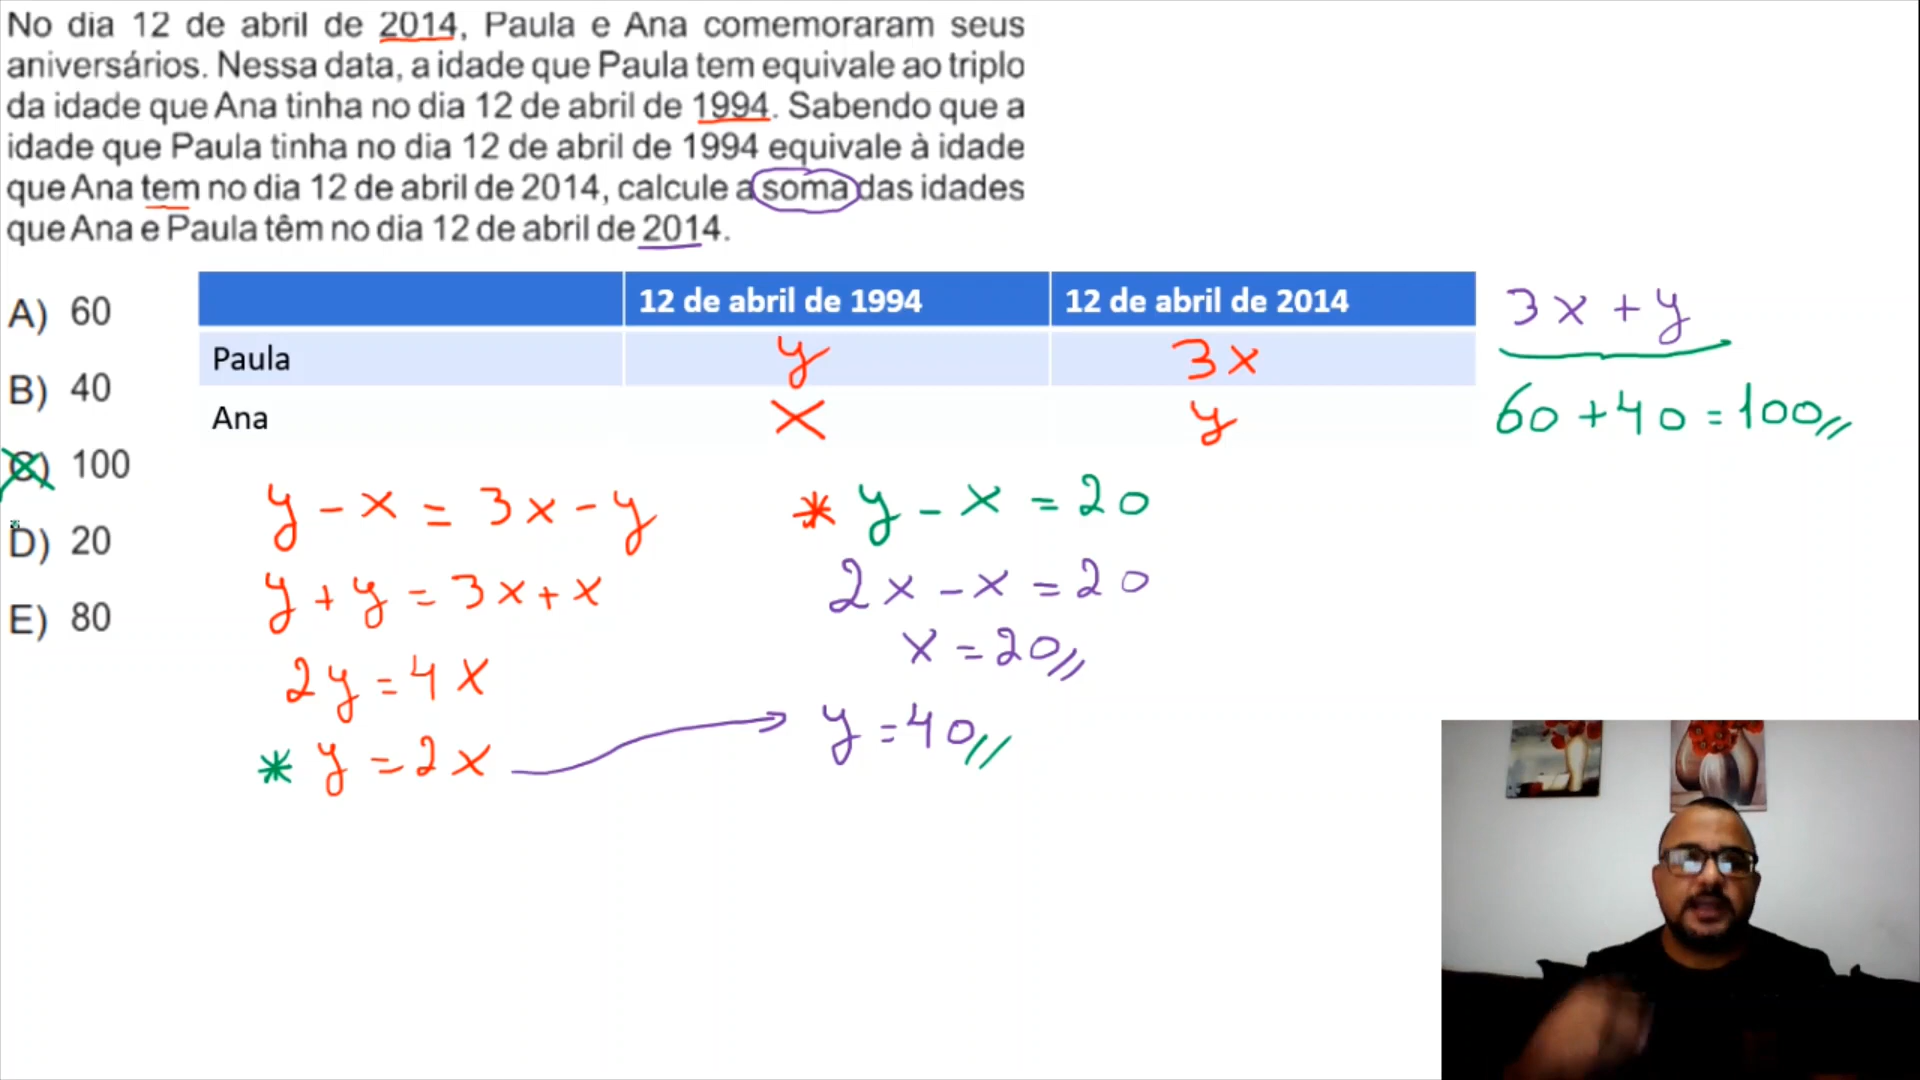 No dia 12 de abril de 2014, Paula e Ana comemoraram seus
aniversários. Nessa data, a idade que Paula tem equivale ao triplo
da idade que Ana tinha no dia 12 de abril de 1994. Sabendo que a
idade que Paula tinha no dia 12 de abril de 1994 equivale à idade
que Ana tem no dia 12 de abril de 2014, calcule a soma das idades
que Ana e Paula têm no dia 12 de abril de 2014.
A) 60
B) 40
C) 100
D) 20
E) 80
12 de abril de 1994 12 de abril de 2014
Paula y 3x
Ana x y
3x + y
60 + 40 = 100
y - x = 3x - y
y + y = 3x + x
2y = 4x
* y = 2x
* y - x = 20
2x - x = 20
x = 20
y = 40